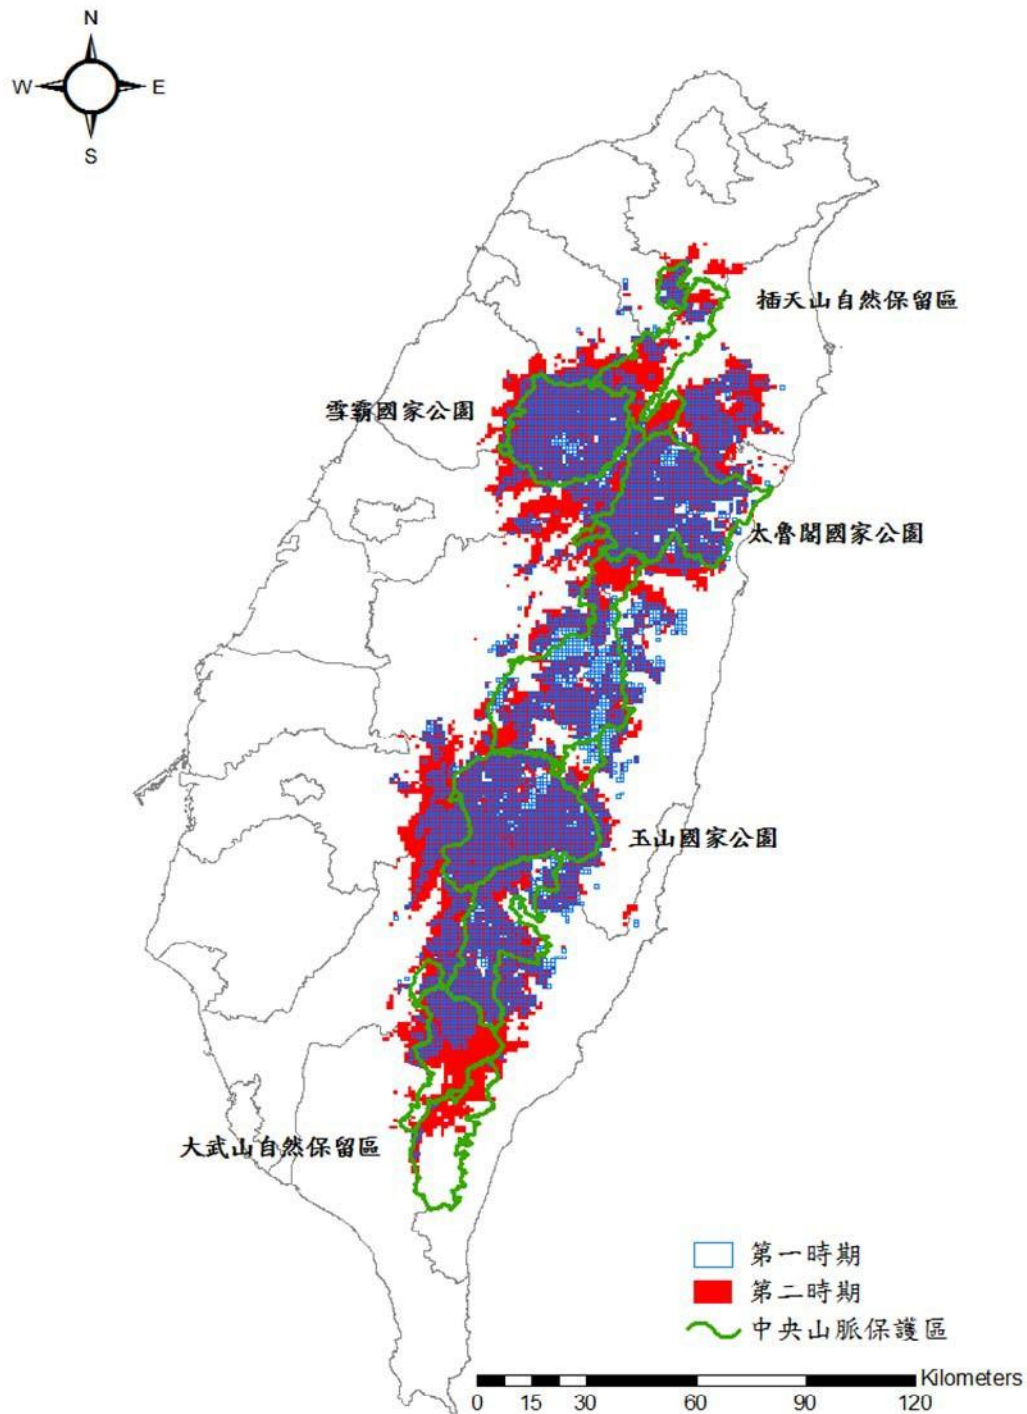 N
W E
S
插天山自然保留區
雪霸國家公園
太魯閣國家公園
玉山國家公園
大武山自然保留區
第一時期
第二時期
中央山脈保護區
Kilometers
0 15 30 60 90 120